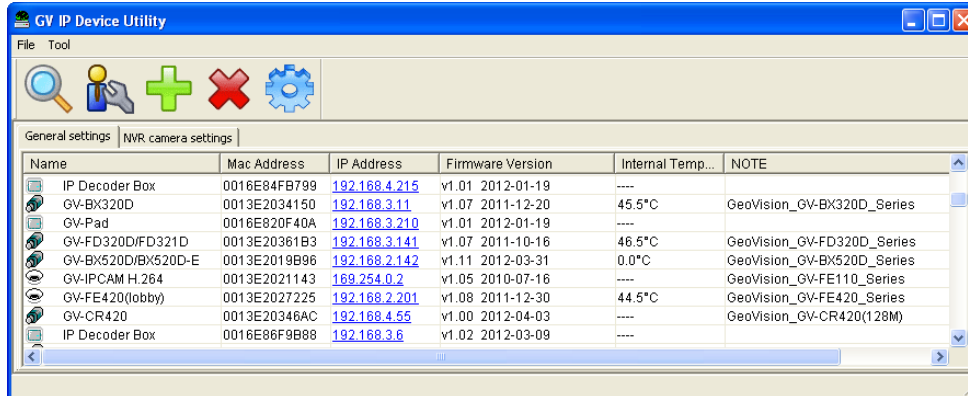 GV IP Device Utility
File Tool
General settings NVR camera settings
Name Mac Address IP Address Firmware Version Internal Temp... NOTE
IP Decoder Box 0016E84FB799 192.168.4.215 v1.01 2012-01-19 ----
GV-BX320D 0013E2034150 192.168.3.11 v1.07 2011-12-20 45.5°C GeoVision_GV-BX320D_Series
GV-Pad 0016E820F40A 192.168.3.210 v1.01 2012-01-19 ----
GV-FD320D/FD321D 0013E20361B3 192.168.3.141 v1.07 2011-10-16 46.5°C GeoVision_GV-FD320D_Series
GV-BX520D/BX520D-E 0013E2019B96 192.168.2.142 v1.11 2012-03-31 0.0°C GeoVision_GV-BX520D_Series
GV-IPCAM H.264 0013E2021143 169.254.0.2 v1.05 2010-07-16 ---- GeoVision_GV-FE110_Series
GV-FE420(lobby) 0013E2027225 192.168.2.201 v1.08 2011-12-30 44.5°C GeoVision_GV-FE420_Series
GV-CR420 0013E20346AC 192.168.4.55 v1.00 2012-04-03 ---- GeoVision_GV-CR420(128M)
IP Decoder Box 0016E86F9B88 192.168.3.6 v1.02 2012-03-09 ----